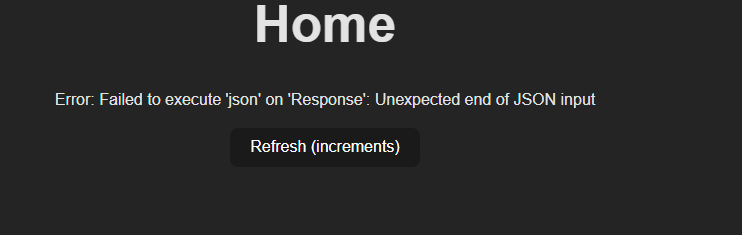 Home
Error: Failed to execute 'json' on 'Response': Unexpected end of JSON input
Refresh (increments)